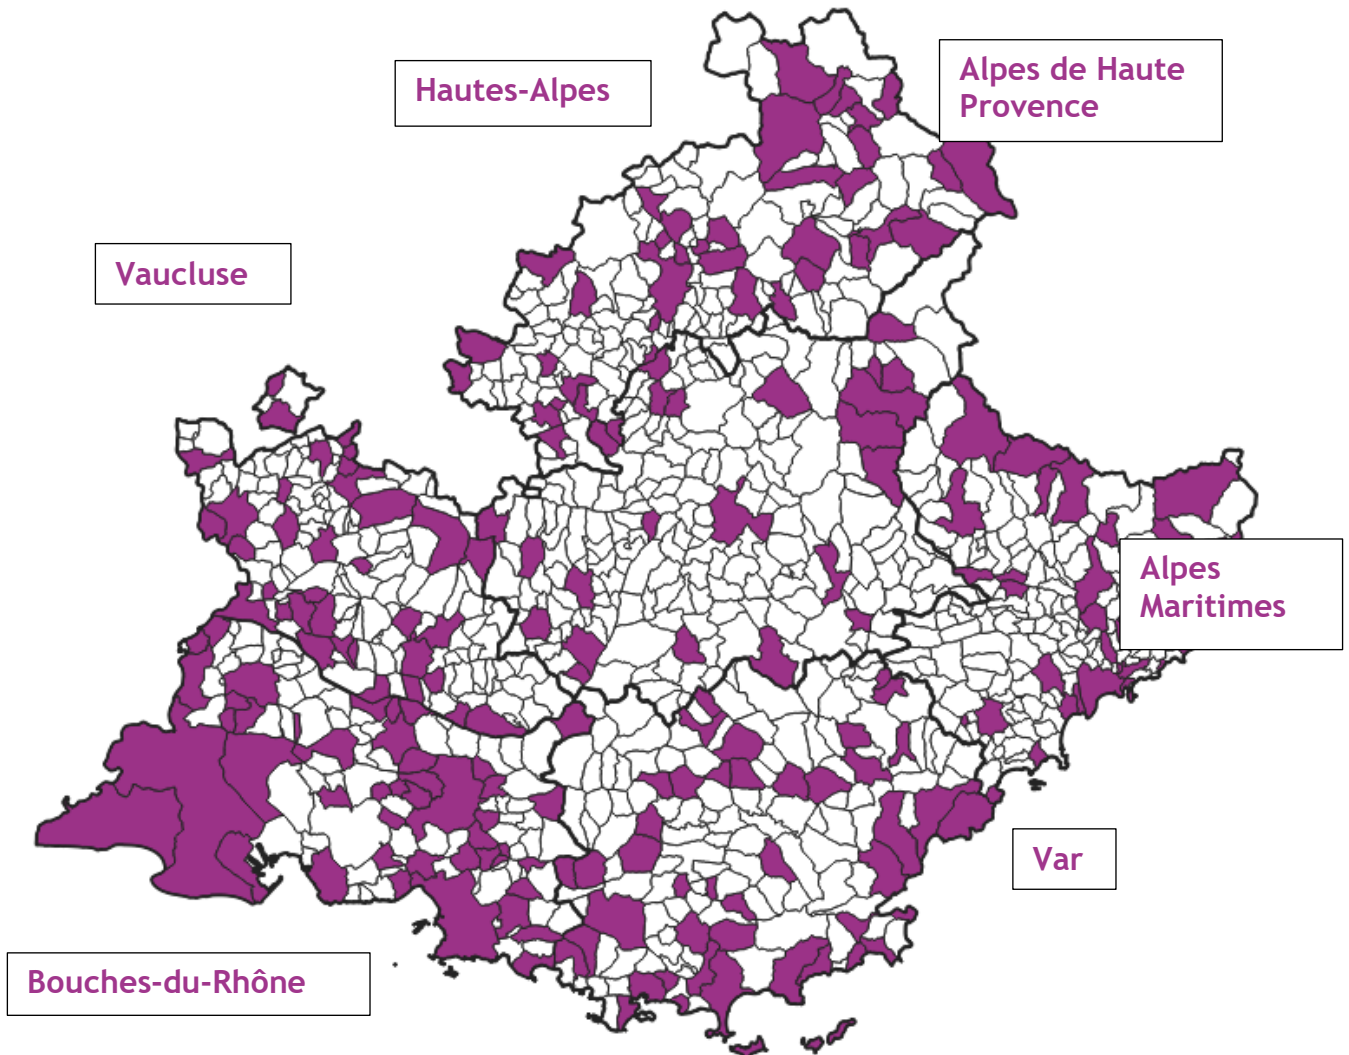 Hautes-Alpes
Alpes de Haute
Provence
Vaucluse
Alpes
Maritimes
Var
Bouches-du-Rhône